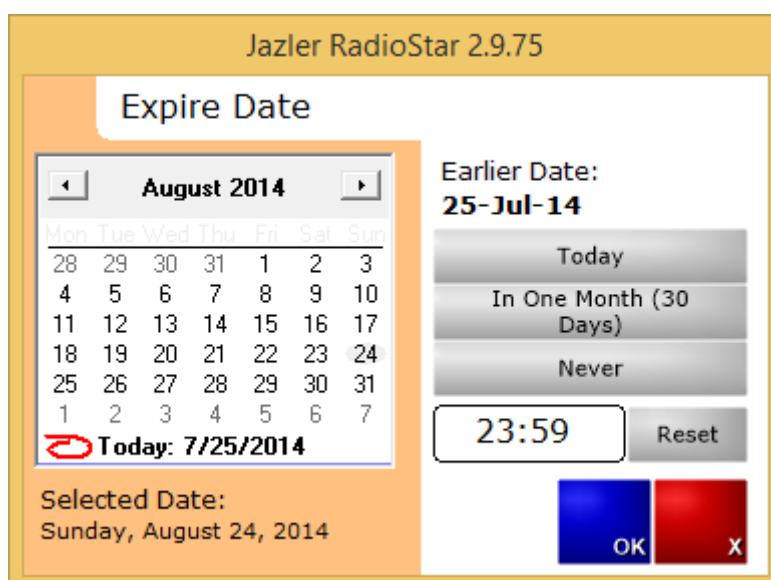 Jazler RadioStar 2.9.75
Expire Date
August 2014
Mon Tue Wed Thu Fri Sat Sun
28 29 30 31 1 2 3
4 5 6 7 8 9 10
11 12 13 14 15 16 17
18 19 20 21 22 23 24
25 26 27 28 29 30 31
1 2 3 4 5 6 7
Today: 7/25/2014
Selected Date:
Sunday, August 24, 2014
Earlier Date:
25-Jul-14
Today
In One Month (30
Days)
Never
23:59
Reset
OK
X